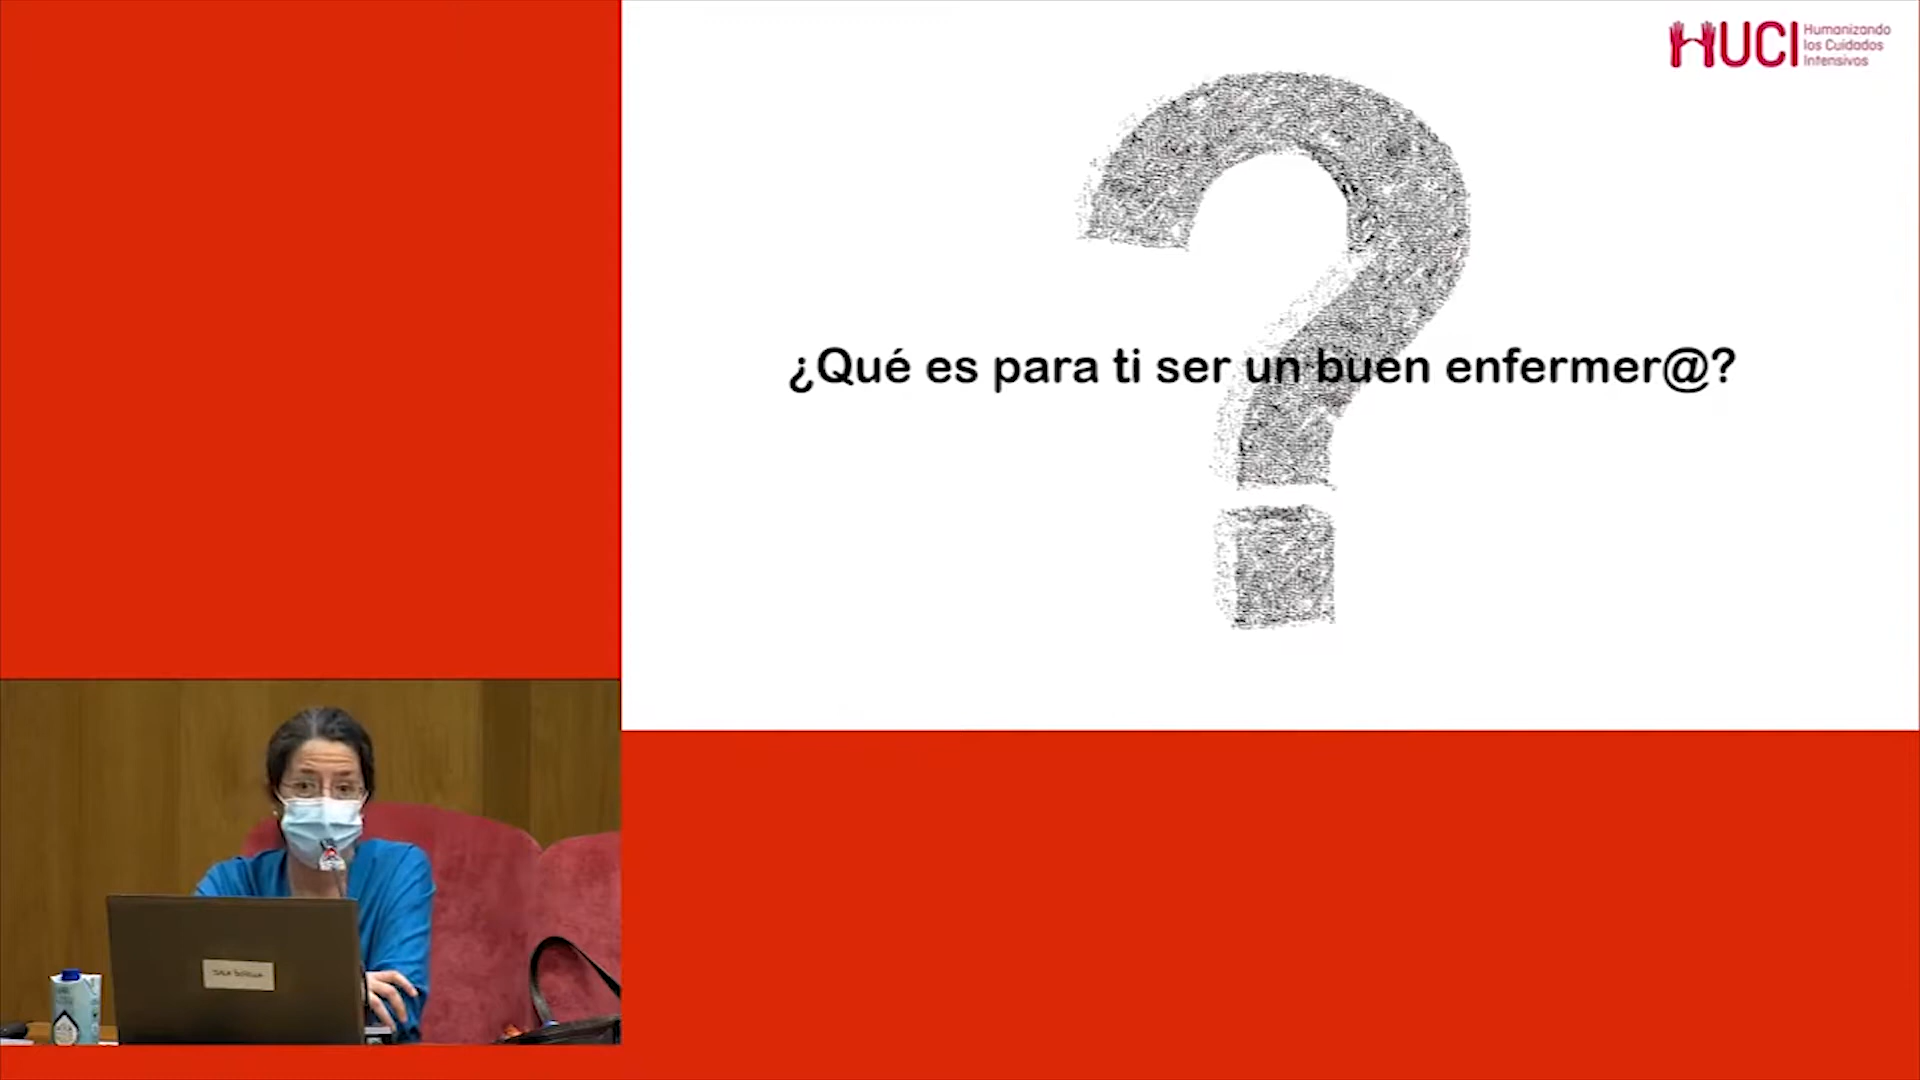 HUCI
Humanizando
los Cuidados
Intensivos
¿Qué es para ti ser un buen enfermer@?